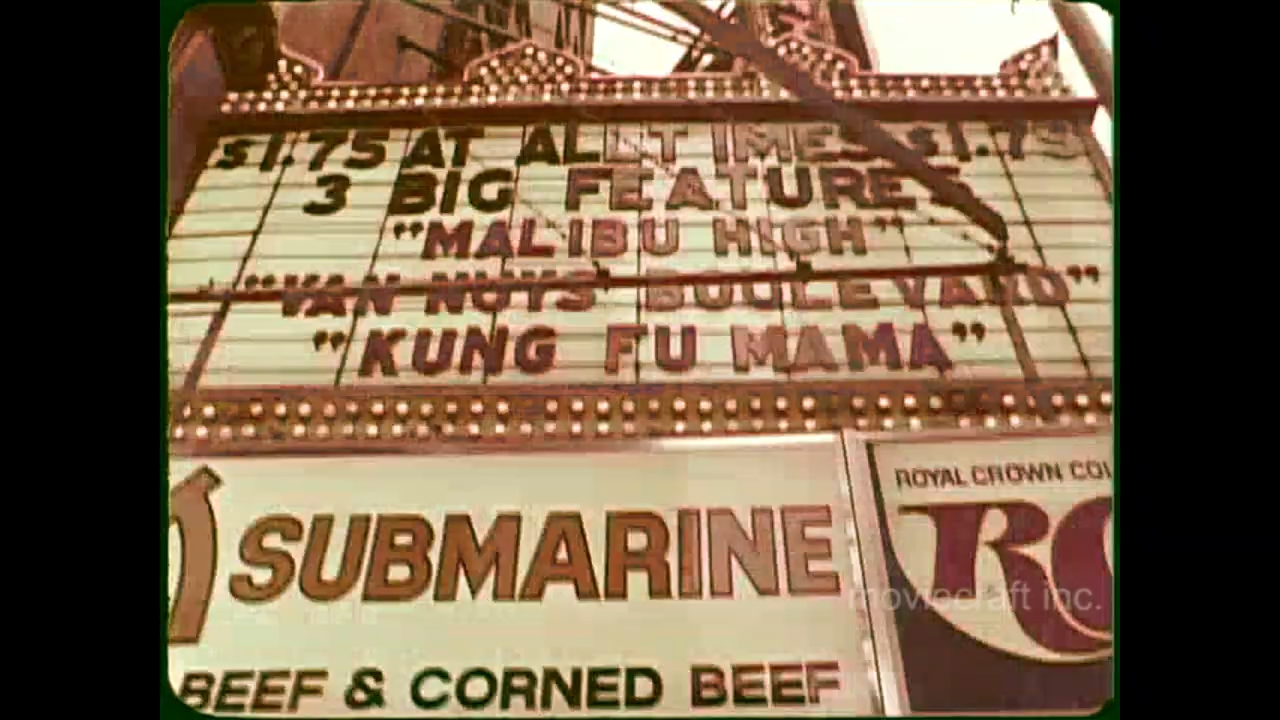 $1.75 AT ALL TIMES $1.75
3 BIG FEATURES
"MALIBU HIGH"
"VAN NUYS BOULEVARD"
"KUNG FU MAMA"
SUBMARINE
BEEF & CORNED BEEF
ROYAL CROWN COL
RC
moviecraft inc.